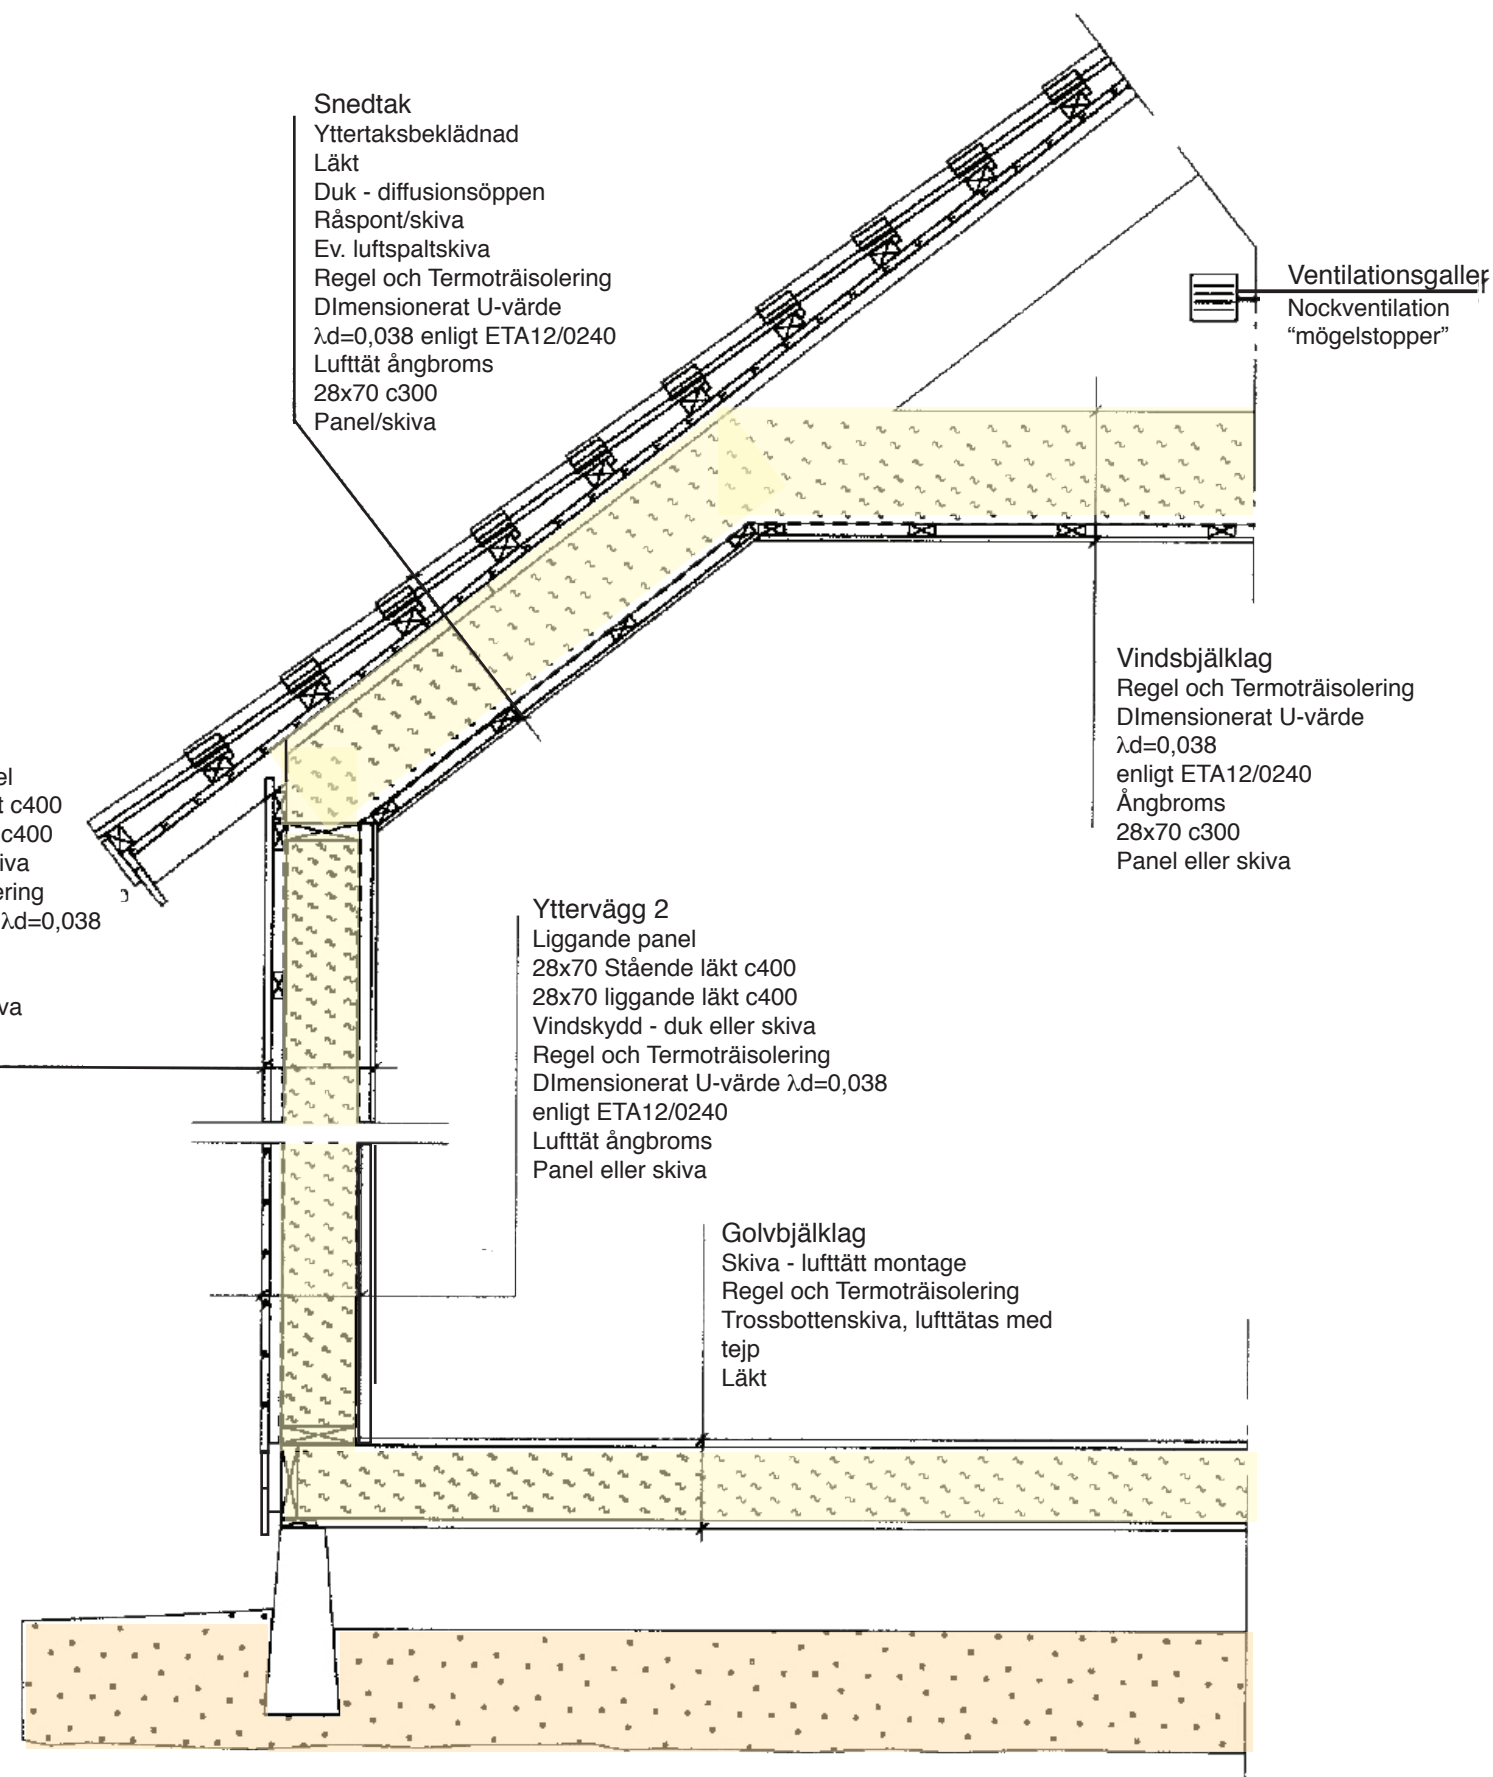 Snedtak
Yttertaksbeklädnad
Läkt
Duk - diffusionsöppen
Råspont/skiva
Ev. luftspaltskiva
Regel och Termoträisolering
DImensionerat U-värde
λd=0,038 enligt ETA12/0240
Lufttät ångbroms
28x70 c300
Panel/skiva
Ventilationsgaller
Nockventilation
“mögelstopper”
Vindsbjälklag
Regel och Termoträisolering
DImensionerat U-värde
λd=0,038
enligt ETA12/0240
Ångbroms
28x70 c300
Panel eller skiva
c400
c400
λd=0,038
Yttervägg 2
Liggande panel
28x70 Stående läkt c400
28x70 liggande läkt c400
Vindskydd - duk eller skiva
Regel och Termoträisolering
DImensionerat U-värde λd=0,038
enligt ETA12/0240
Lufttät ångbroms
Panel eller skiva
Golvbjälklag
Skiva - lufttätt montage
Regel och Termoträisolering
Trossbottenskiva, lufttätas med
tejp
Läkt